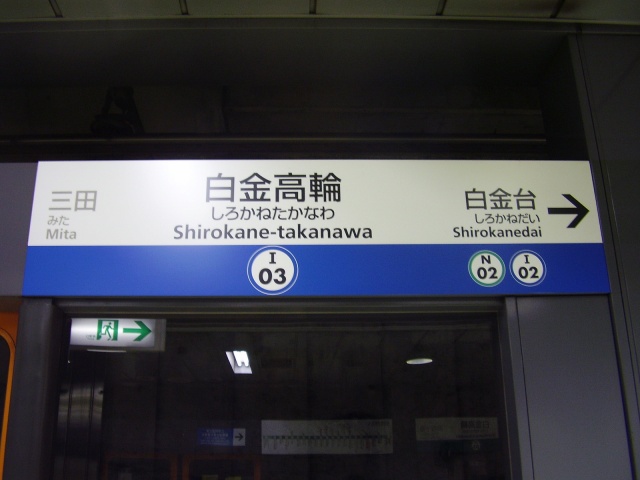 三田
みた
Mita
白金高輪
しろかねたかなわ
Shirokane-takanawa
I
03
白金台
しろかねだい
Shirokanedai
N
02
I
02